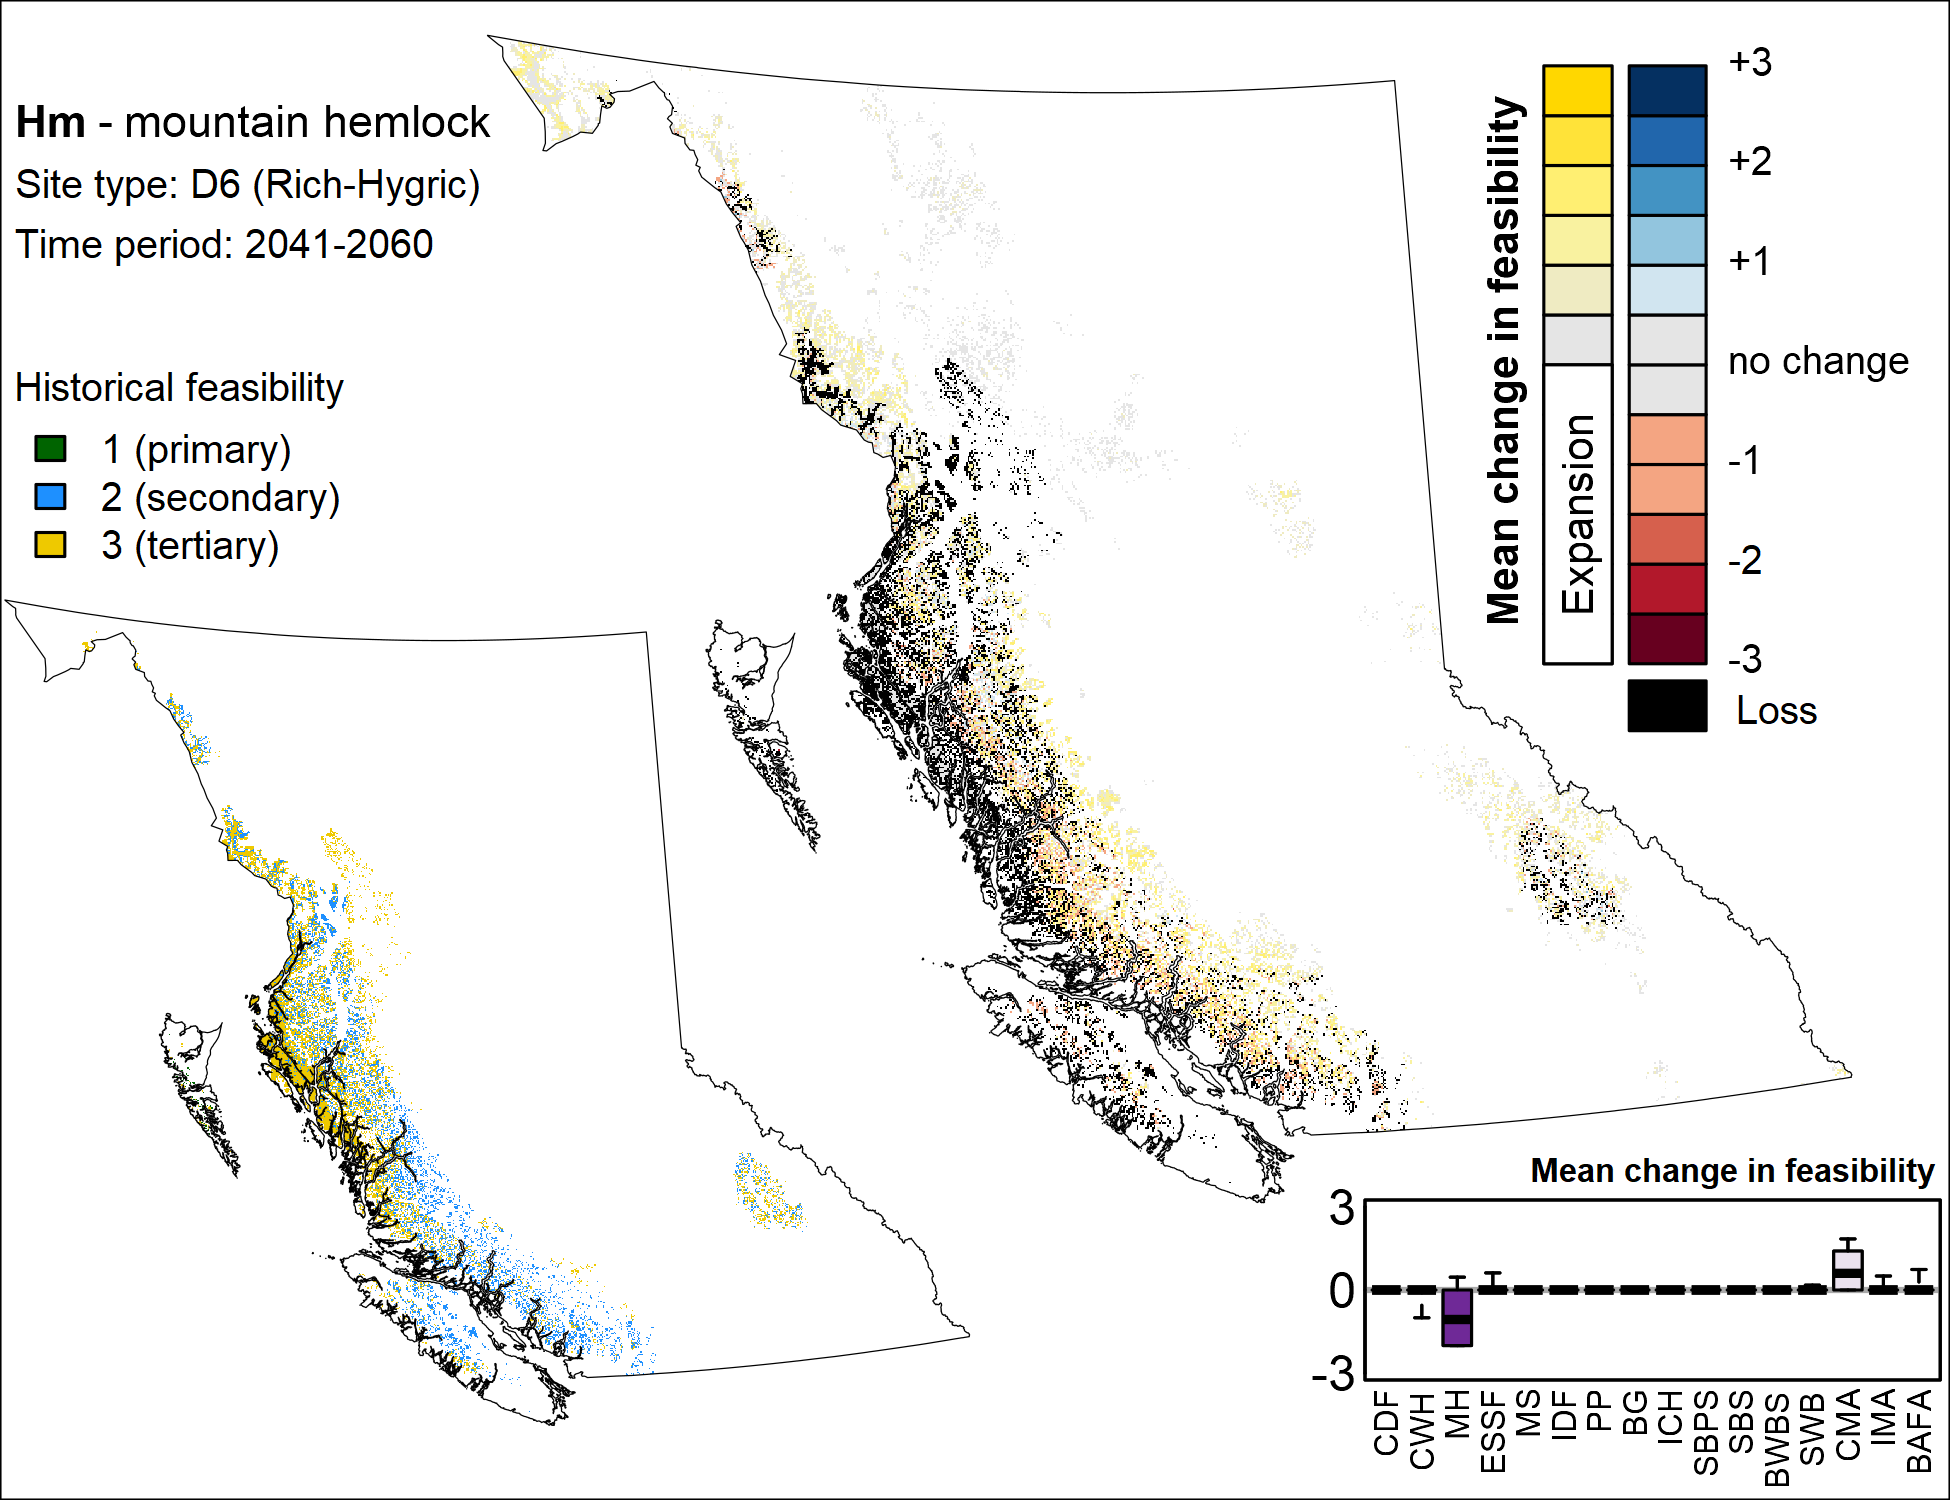 Hm - mountain hemlock
Site type: D6 (Rich-Hygric)
Time period: 2041-2060
Historical feasibility
1 (primary)
2 (secondary)
3 (tertiary)
Mean change in feasibility
Expansion
+3
+2
+1
no change
-1
-2
-3
Loss
Mean change in feasibility
3
0
-3
CDF
CWH
MH
ESSF
MS
IDF
PP
BG
ICH
SBPS
SBS
BWBS
SWB
CMA
IMA
BAFA